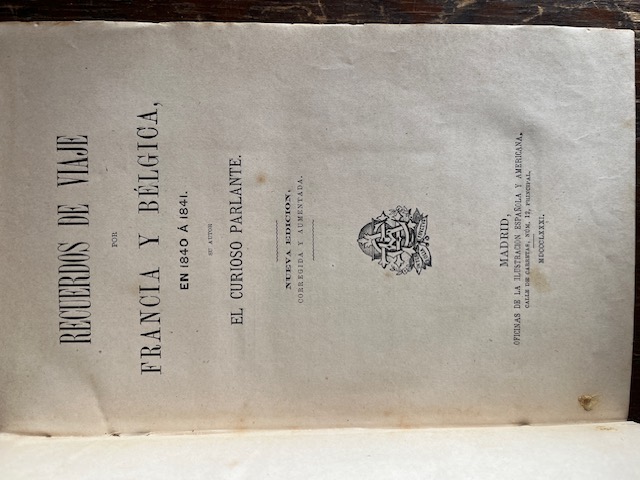 RECUERDOS DE VIAJE
POR
FRANCIA Y BÉLGICA,
EN 1840 Á 1841.
SU AUTOR
EL CURIOSO PARLANTE.
NUEVA EDICION,
CORREGIDA Y AUMENTADA.
MADRID,
OFICINAS DE LA ILUSTRACION ESPAÑOLA Y AMERICANA,
CALLE DE CARRETAS, NÚM. 12, PRINCIPAL.
MDCCCLXXXI.